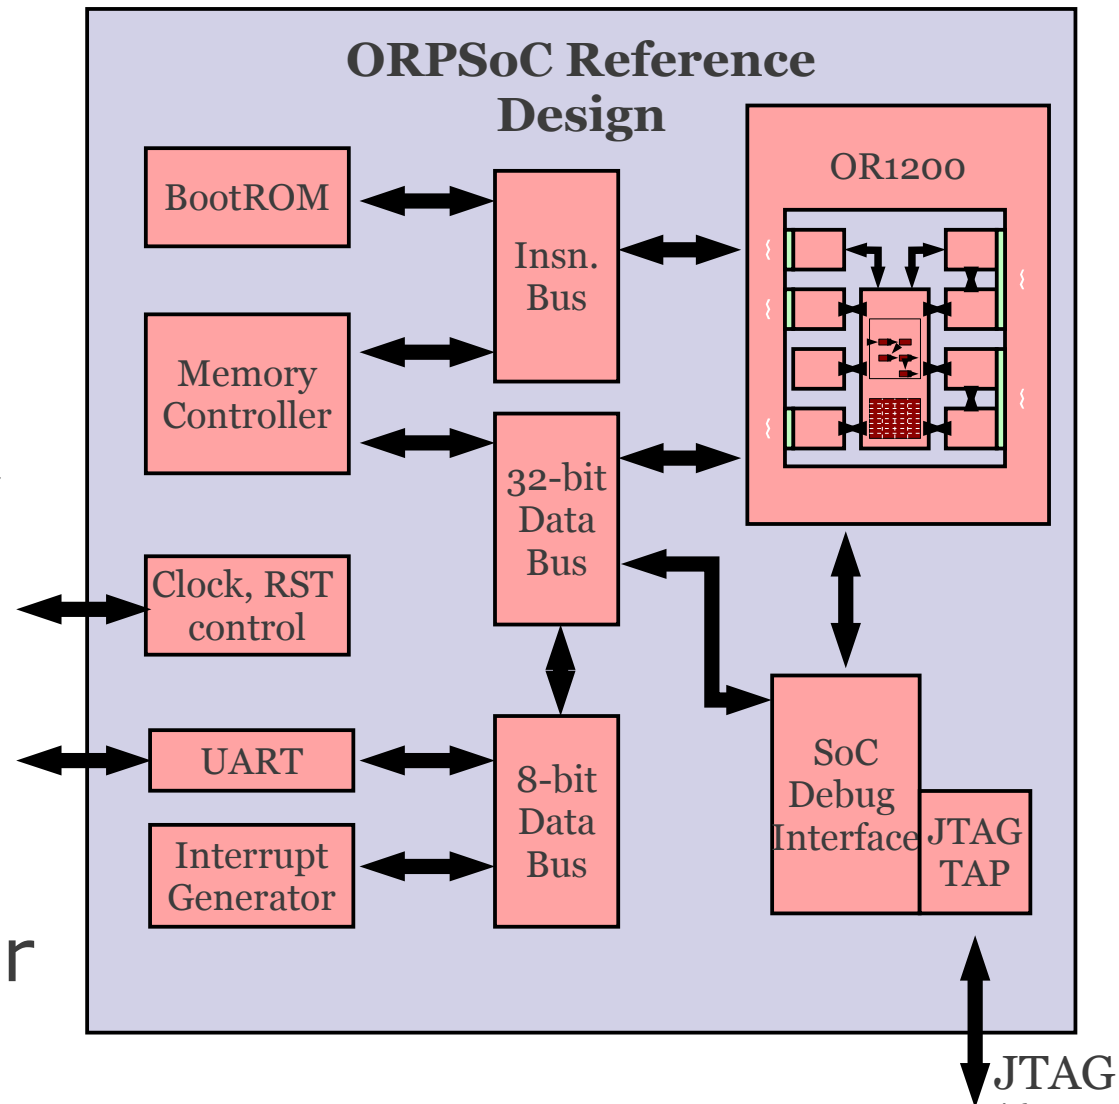 ORPSoC Reference
Design
BootROM
Memory
Controller
Clock, RST
control
UART
Interrupt
Generator
Insn.
Bus
32-bit
Data
Bus
8-bit
Data
Bus
OR1200
SoC
Debug
Interface
JTAG
TAP
r
JTAG